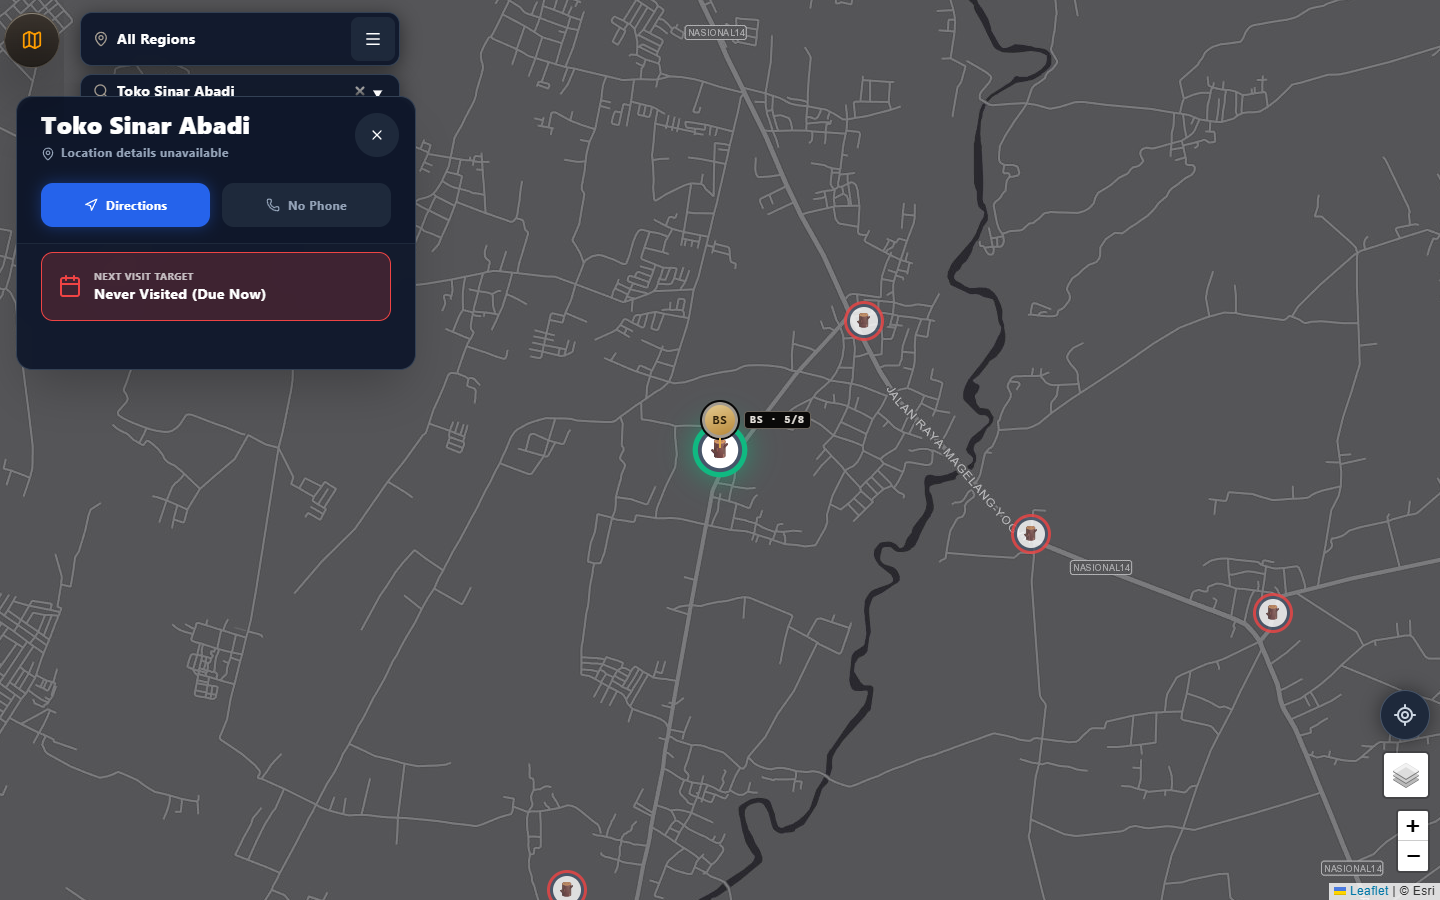 All Regions
Toko Sinar Abadi
Toko Sinar Abadi
Location details unavailable
Directions
No Phone
NEXT VISIT TARGET
Never Visited (Due Now)
NASIONAL14
BS
BS · 5/8
JALAN RAYA MAGELANG-YOG
NASIONAL14
NASIONAL14
+
−
Leaflet | © Esri